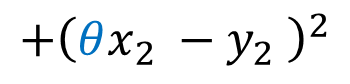 +(θx₂ − y₂ )²